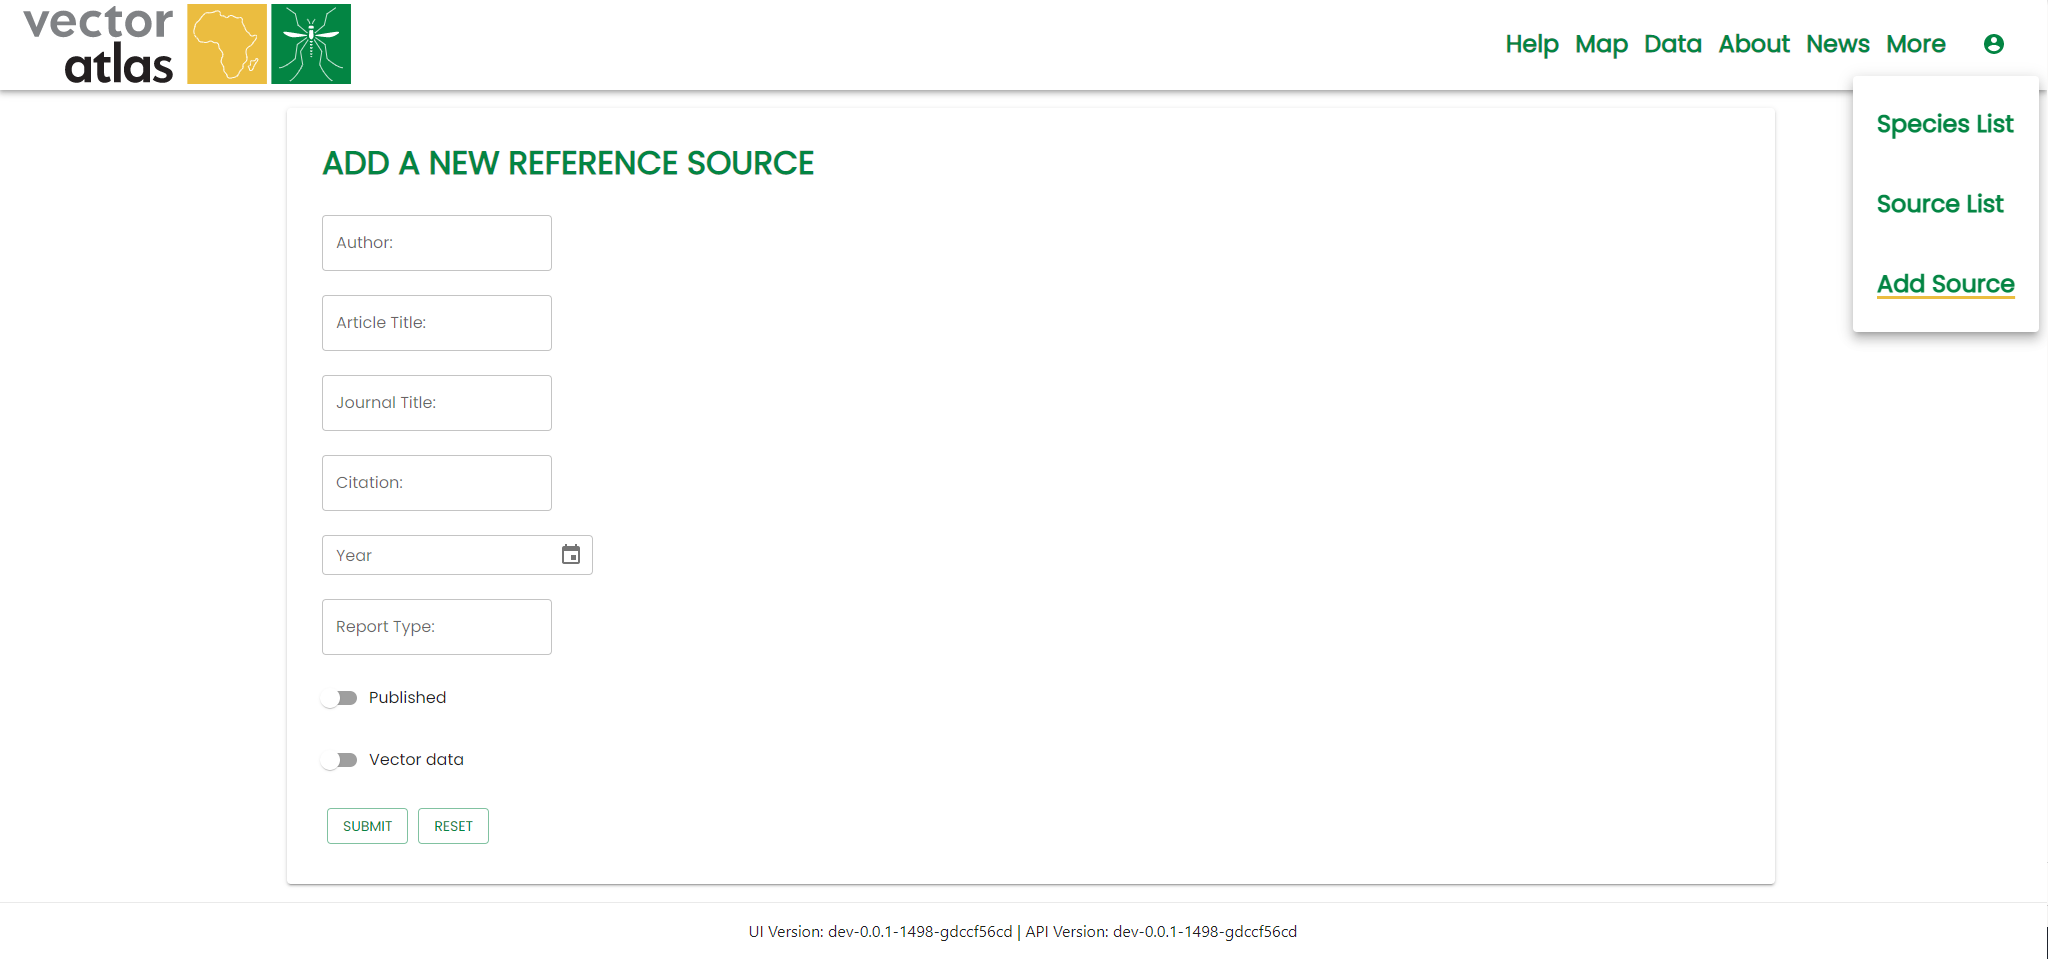 vector
atlas
Help Map Data About News More
Species List
Source List
Add Source
ADD A NEW REFERENCE SOURCE
Author:
Article Title:
Journal Title:
Citation:
Year
Report Type:
Published
Vector data
SUBMIT RESET
UI Version: dev-0.0.1-1498-gdccf56cd | API Version: dev-0.0.1-1498-gdccf56cd